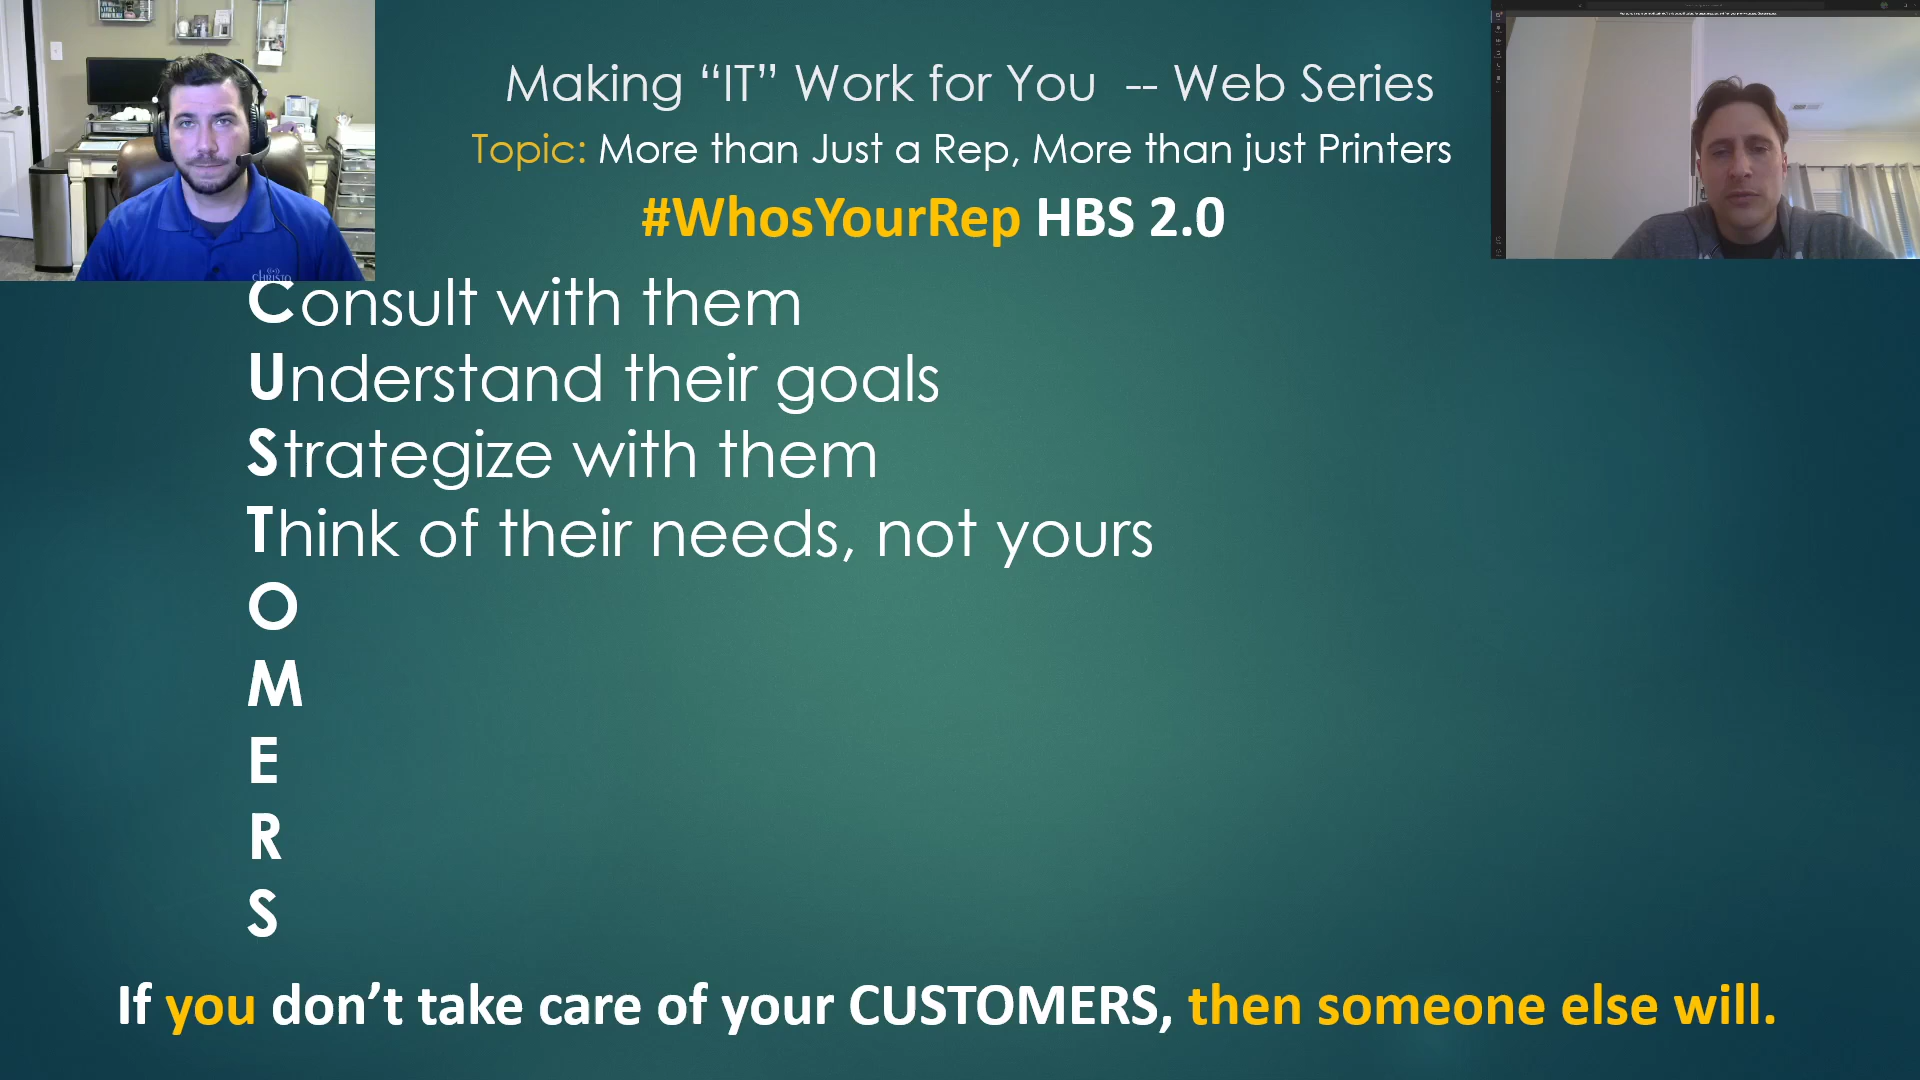 Making “IT” Work for You -- Web Series
Topic: More than Just a Rep, More than just Printers
#WhosYourRep HBS 2.0
Consult with them
Understand their goals
Strategize with them
Think of their needs, not yours
O
M
E
R
S
If you don’t take care of your CUSTOMERS, then someone else will.